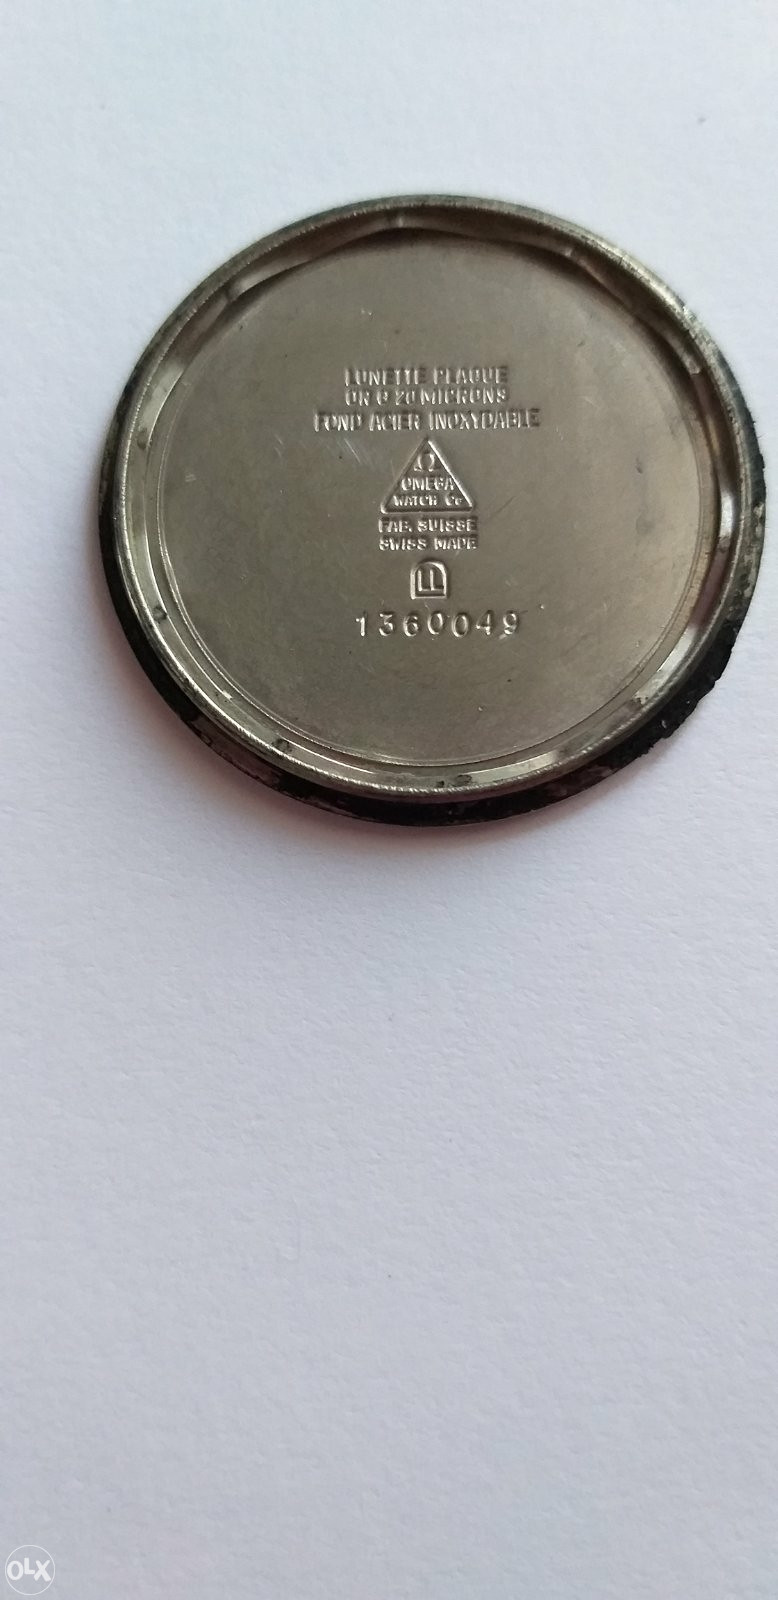 LUNETTE PLAQUE
OR G 20 MICRONS
FOND ACIER INOXYDABLE
Ω
OMEGA
WATCH Co
FAB. SUISSE
SWISS MADE
1360049
OLX